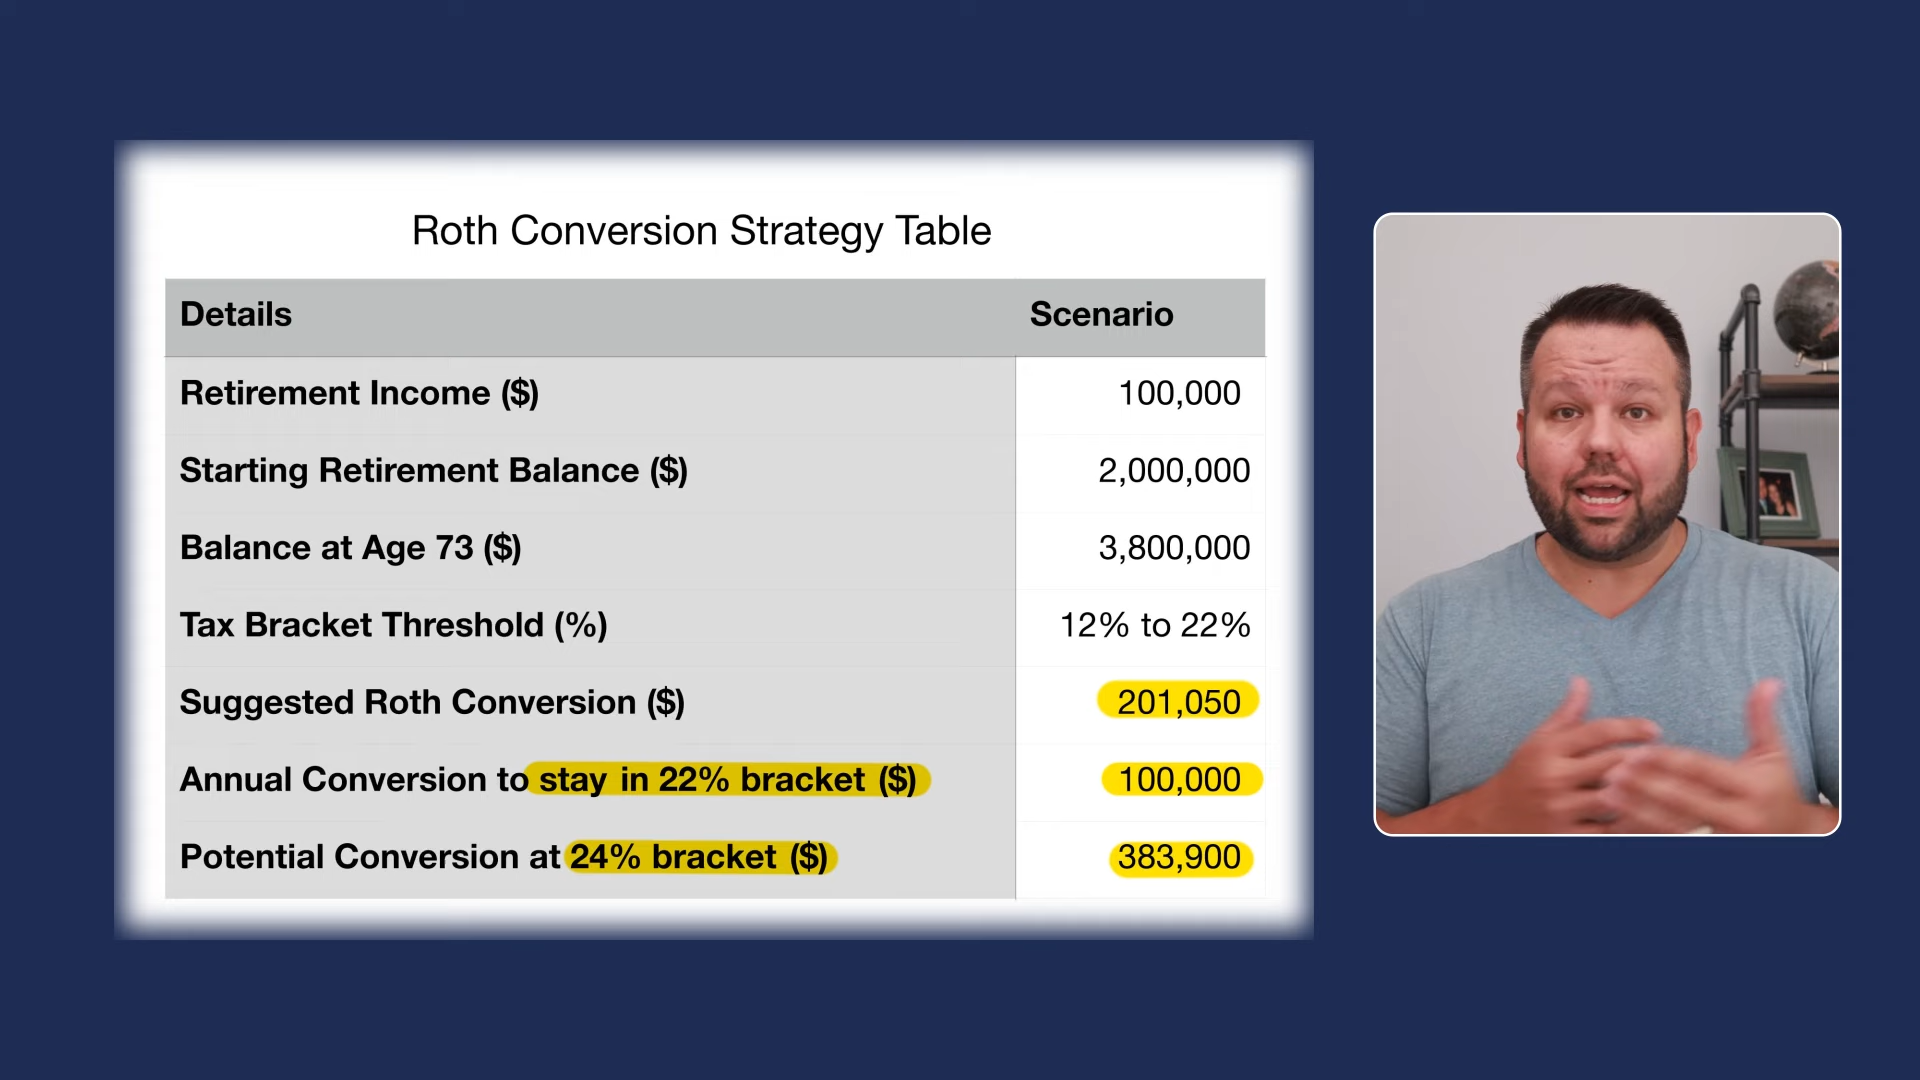 Roth Conversion Strategy Table
Details Scenario
Retirement Income ($) 100,000
Starting Retirement Balance ($) 2,000,000
Balance at Age 73 ($) 3,800,000
Tax Bracket Threshold (%) 12% to 22%
Suggested Roth Conversion ($) 201,050
Annual Conversion to stay in 22% bracket ($) 100,000
Potential Conversion at 24% bracket ($) 383,900